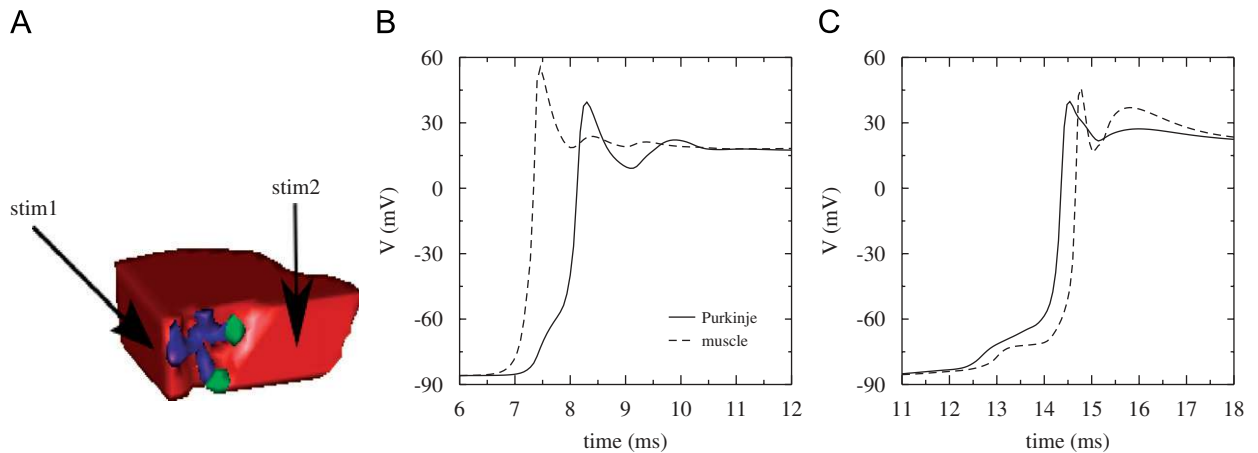 A
B
C
stim1
stim2
V (mV)
60
30
0
-30
-60
-90
Purkinje
muscle
6 7 8 9 10 11 12
time (ms)
V (mV)
60
30
0
-30
-60
-90
11 12 13 14 15 16 17 18
time (ms)